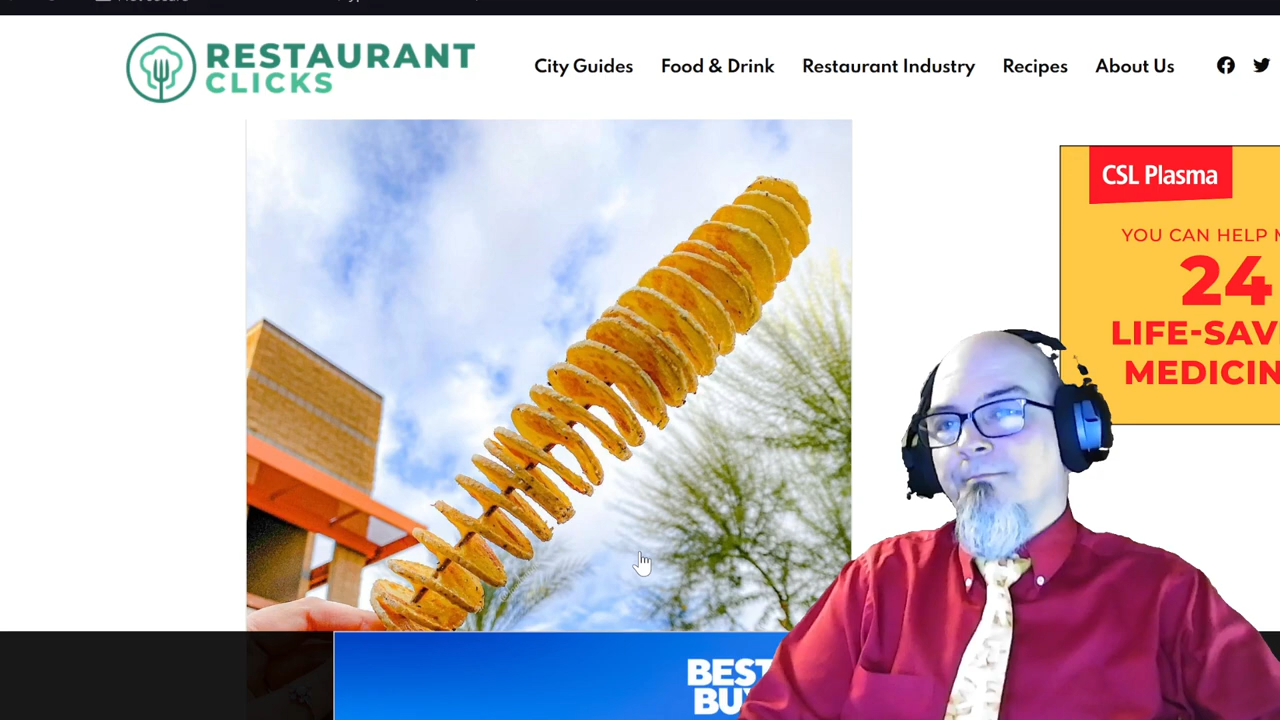 RESTAURANT
CLICKS
City Guides
Food & Drink
Restaurant Industry
Recipes
About Us
CSL Plasma
YOU CAN HELP
24
LIFE-SAV
MEDICIN
BEST
BU